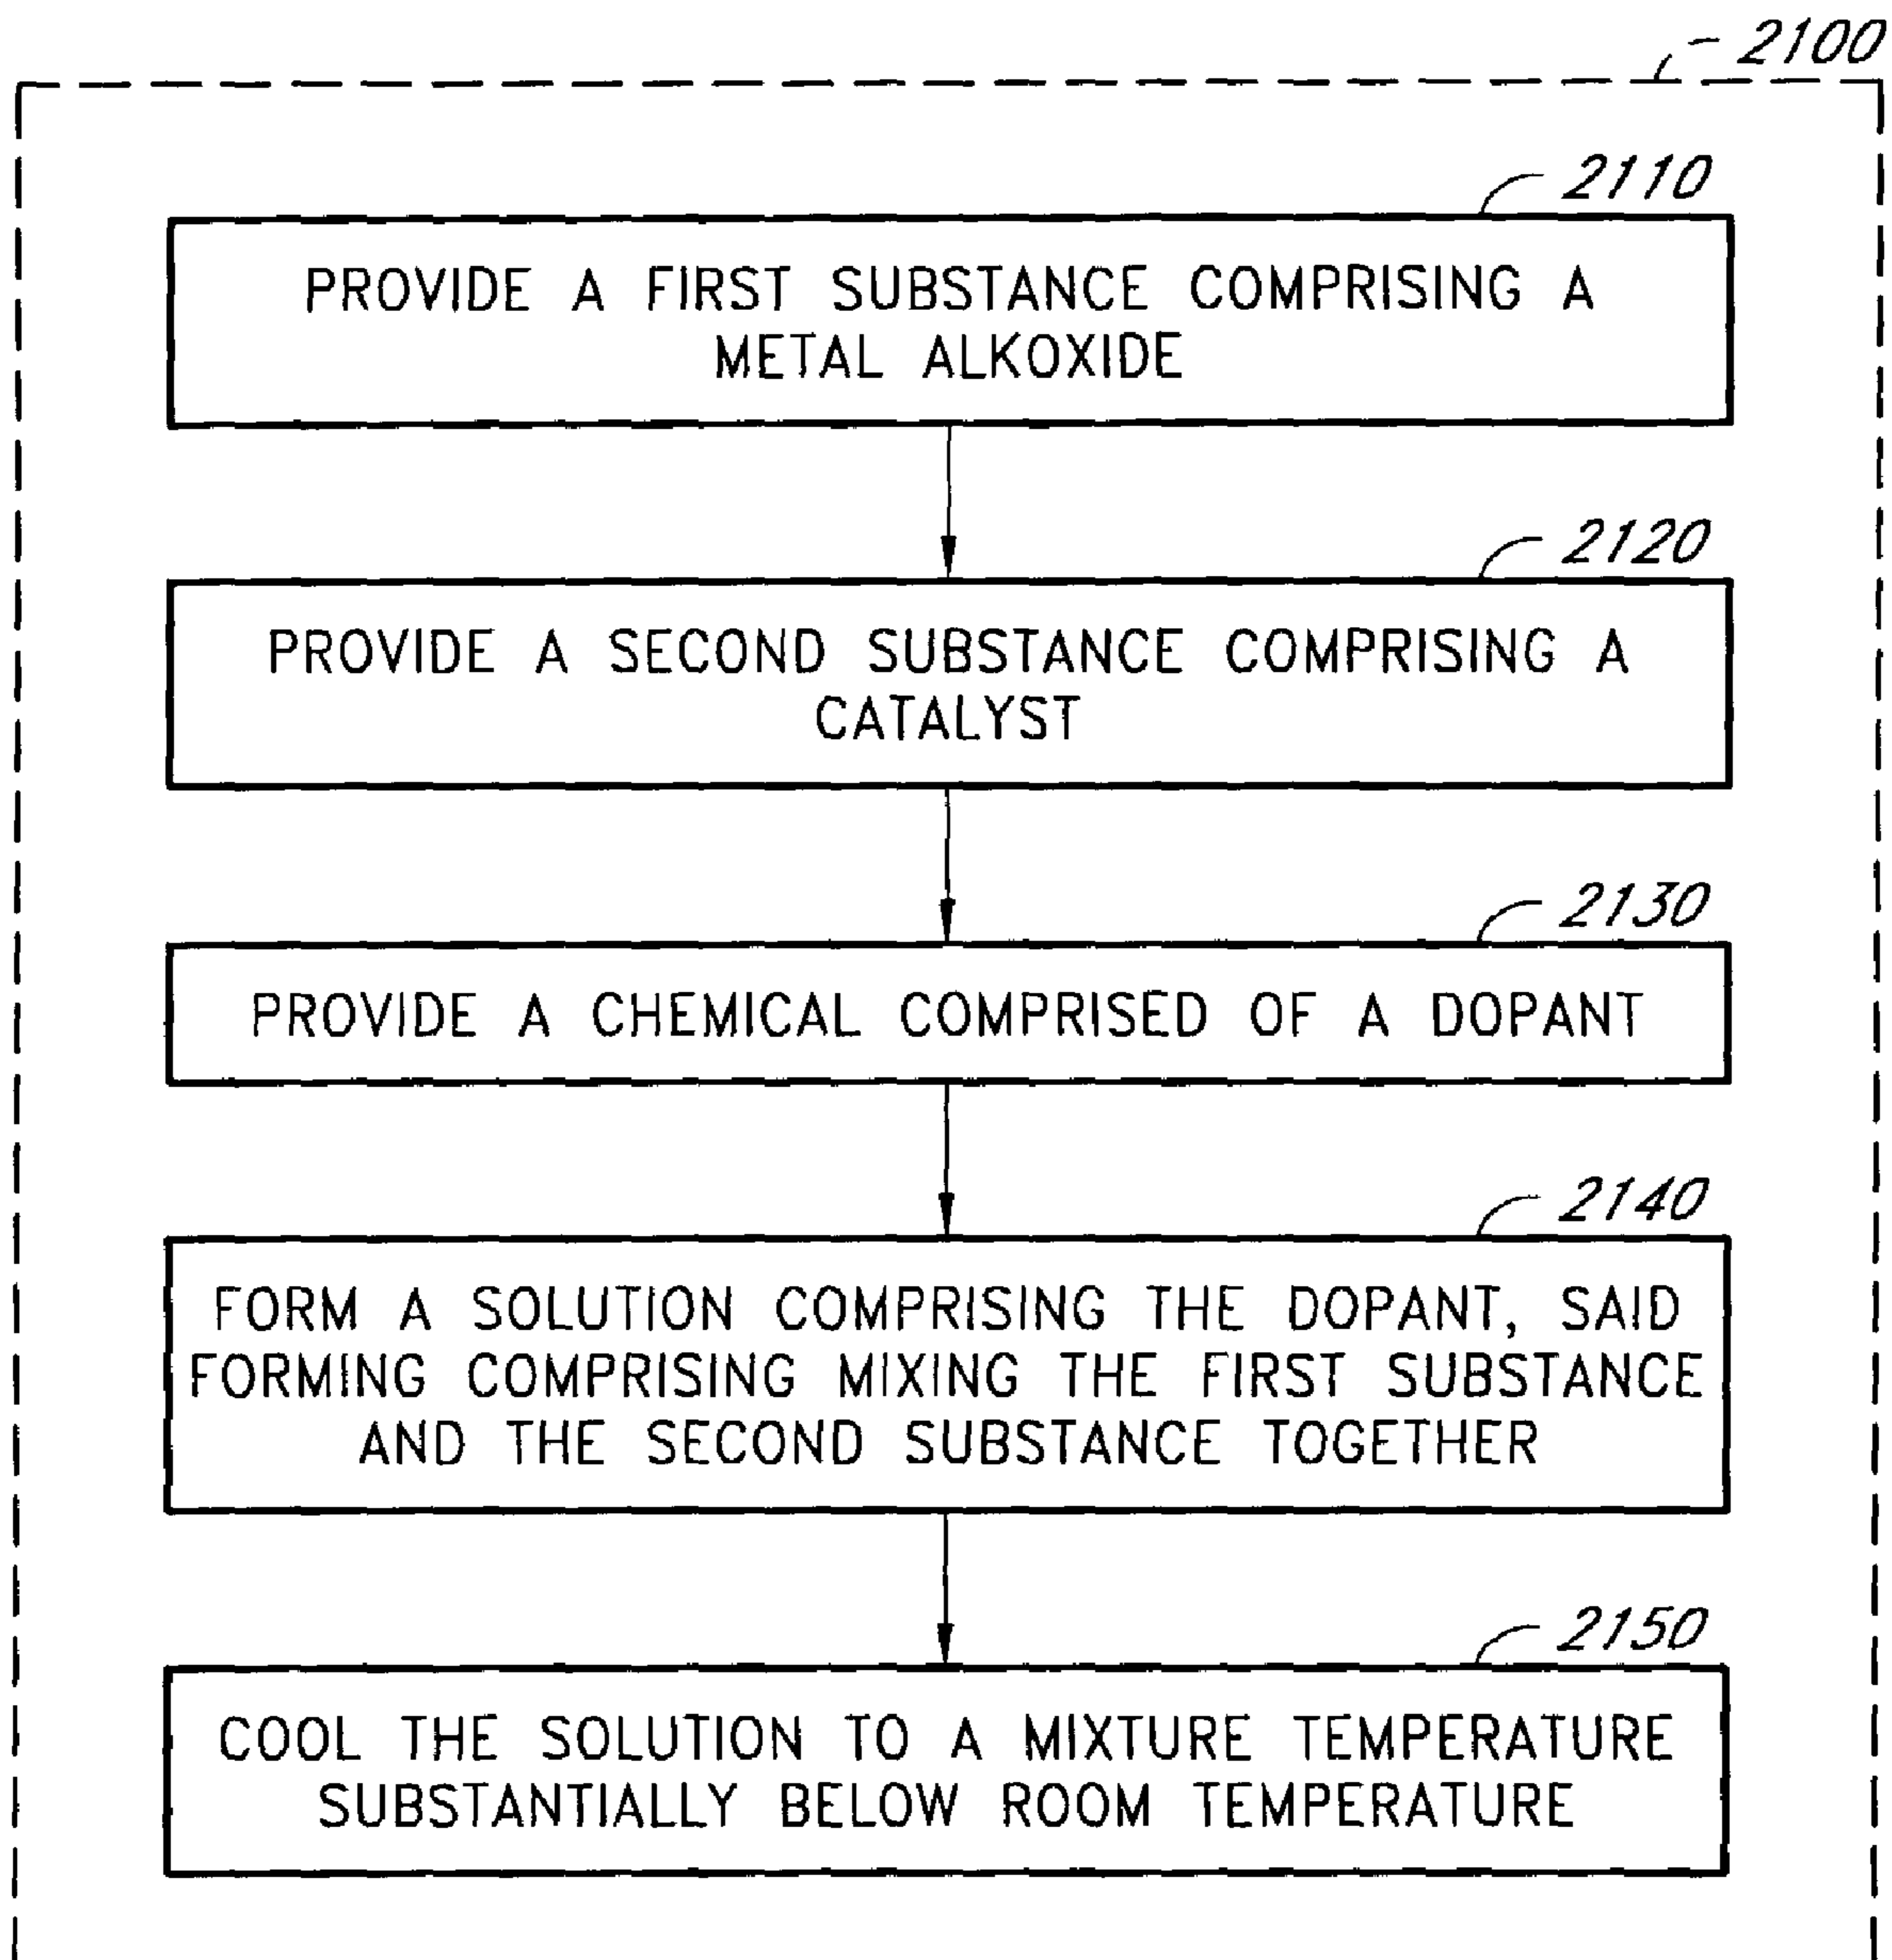 2100
2110
PROVIDE A FIRST SUBSTANCE COMPRISING A
METAL ALKOXIDE
2120
PROVIDE A SECOND SUBSTANCE COMPRISING A
CATALYST
2130
PROVIDE A CHEMICAL COMPRISED OF A DOPANT
2140
FORM A SOLUTION COMPRISING THE DOPANT, SAID
FORMING COMPRISING MIXING THE FIRST SUBSTANCE
AND THE SECOND SUBSTANCE TOGETHER
2150
COOL THE SOLUTION TO A MIXTURE TEMPERATURE
SUBSTANTIALLY BELOW ROOM TEMPERATURE